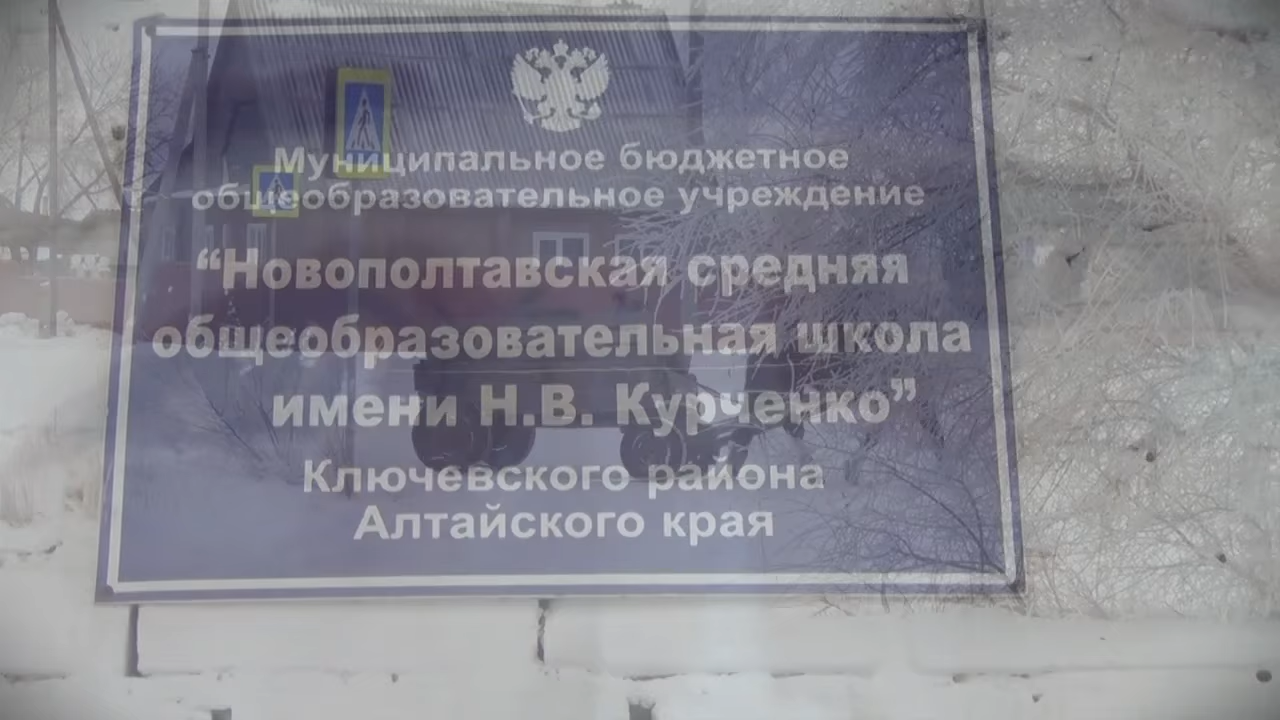 Муниципальное бюджетное
общеобразовательное учреждение
“Новополтавская средняя
общеобразовательная школа
имени Н.В. Курченко”
Ключевского района
Алтайского края